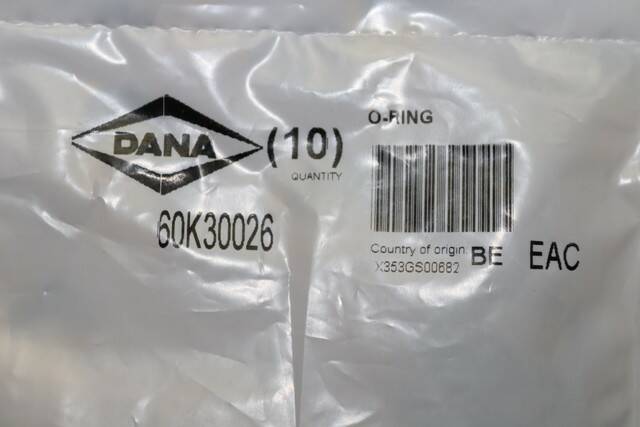 DANA
(10)
QUANTITY
60K30026
O-RING
Country of origin: BE
X353GS00682
EAC